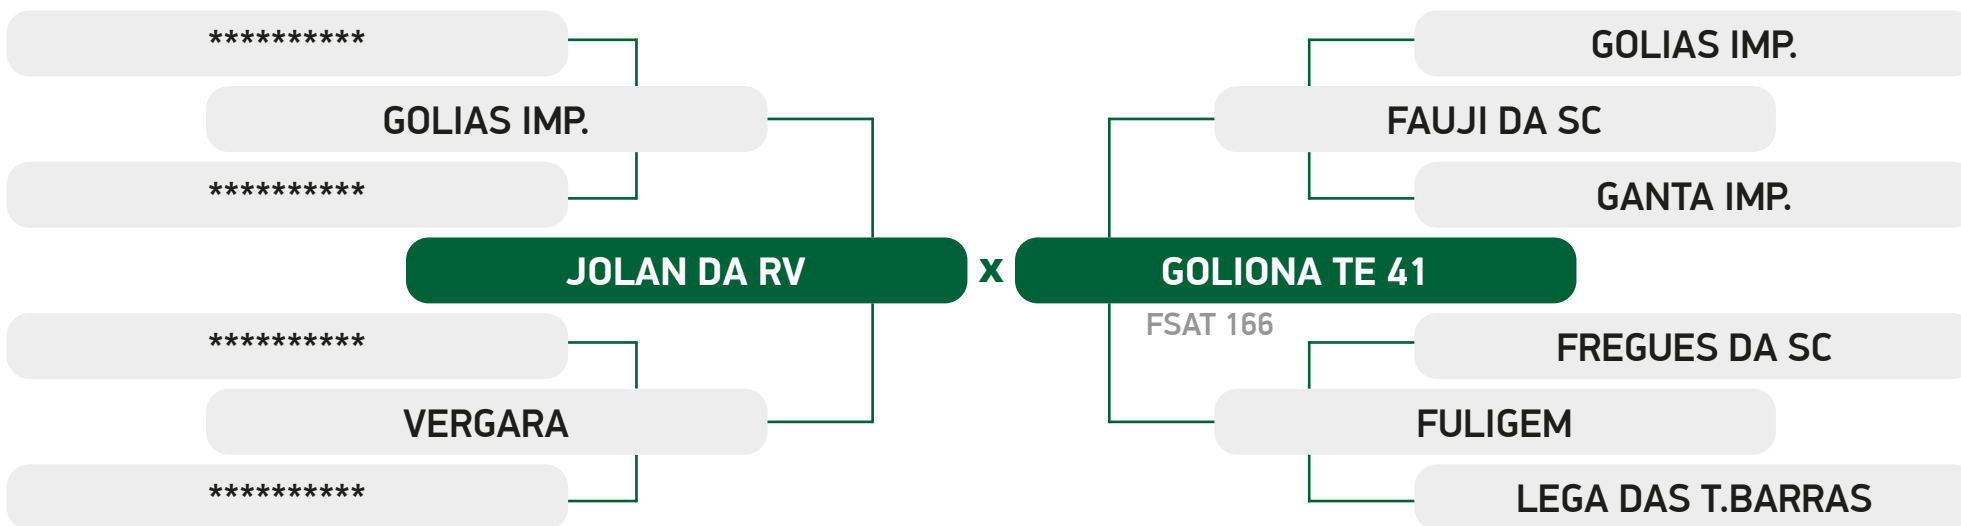 ********** GOLIAS IMP.
GOLIAS IMP. FAUJI DA SC
********** GANTA IMP.
JOLAN DA RV x GOLIONA TE 41
FSAT 166
********** FREGUES DA SC
VERGARA FULIGEM
********** LEGA DAS T.BARRAS